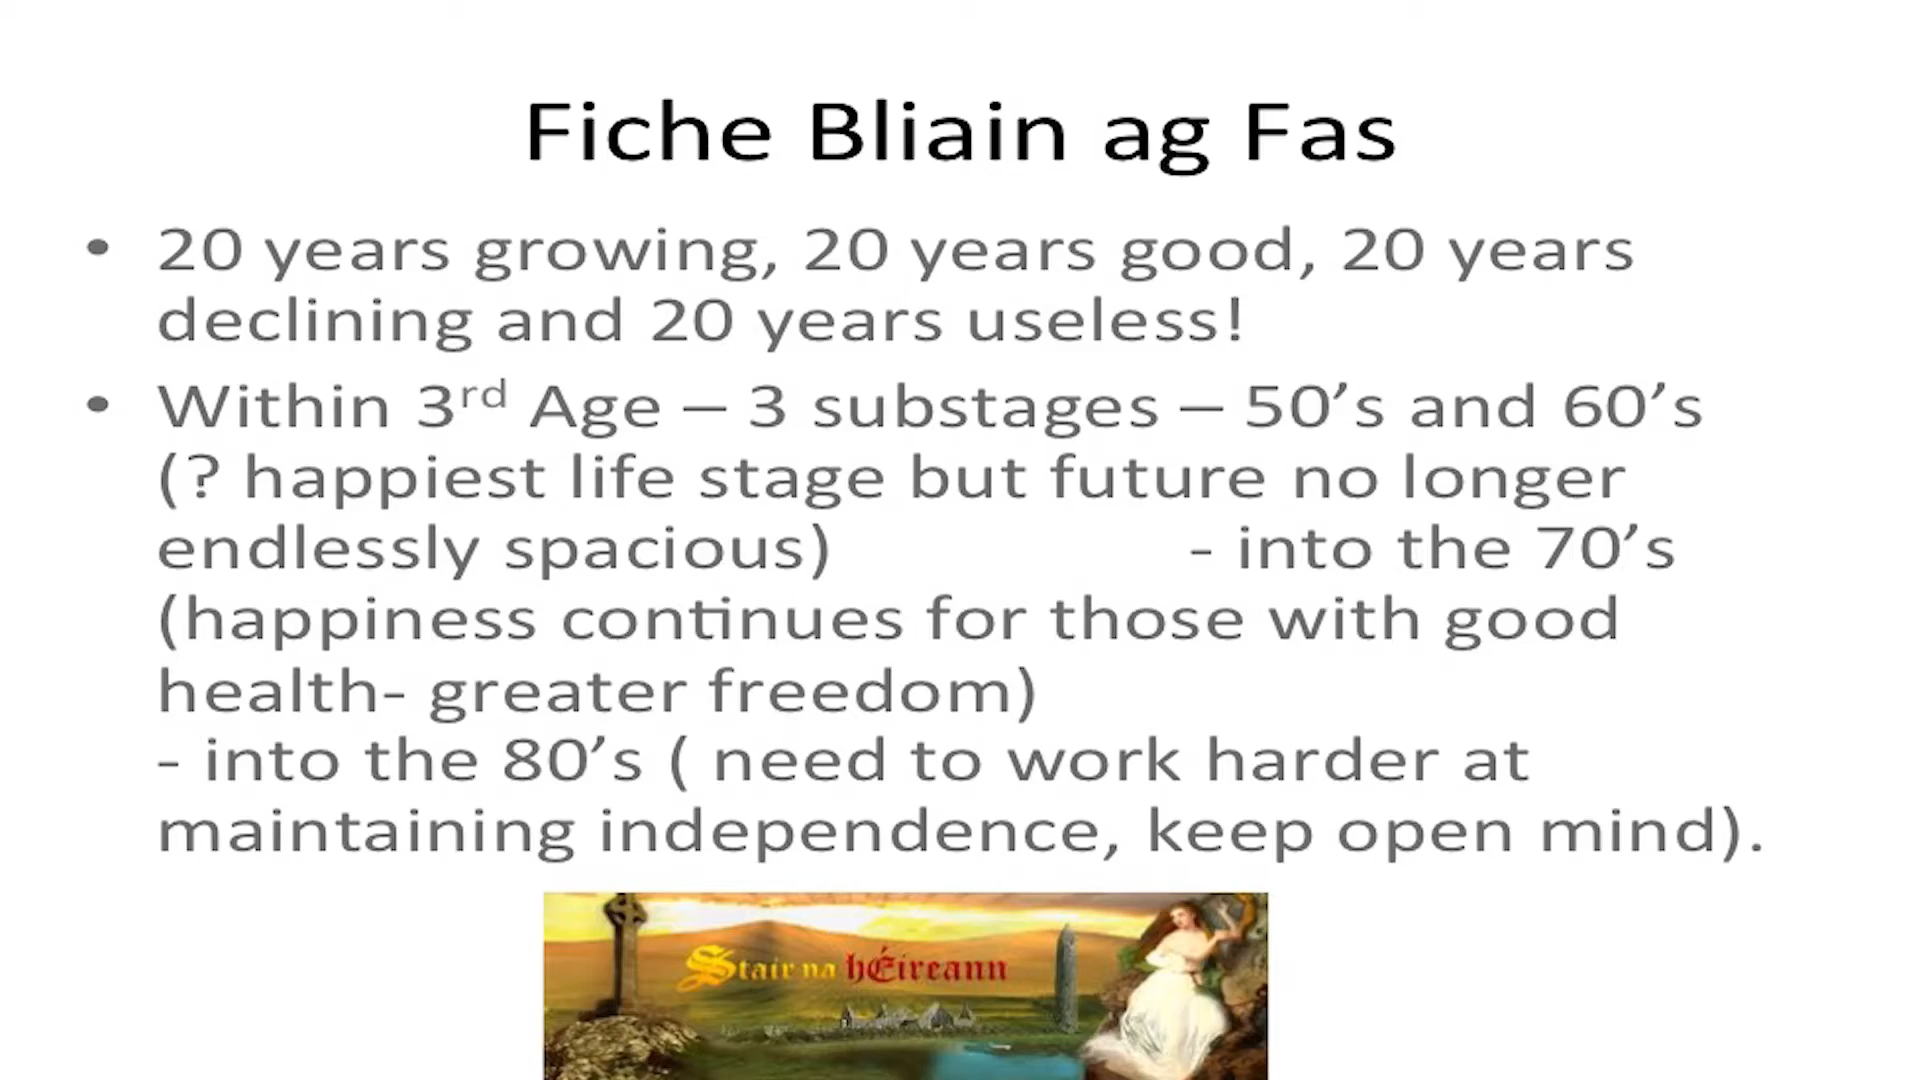 Fiche Bliain ag Fas
• 20 years growing, 20 years good, 20 years
declining and 20 years useless!
• Within 3rd Age – 3 substages – 50’s and 60’s
(? happiest life stage but future no longer
endlessly spacious) - into the 70’s
(happiness continues for those with good
health- greater freedom)
- into the 80’s ( need to work harder at
maintaining independence, keep open mind).
Stair na hÉireann